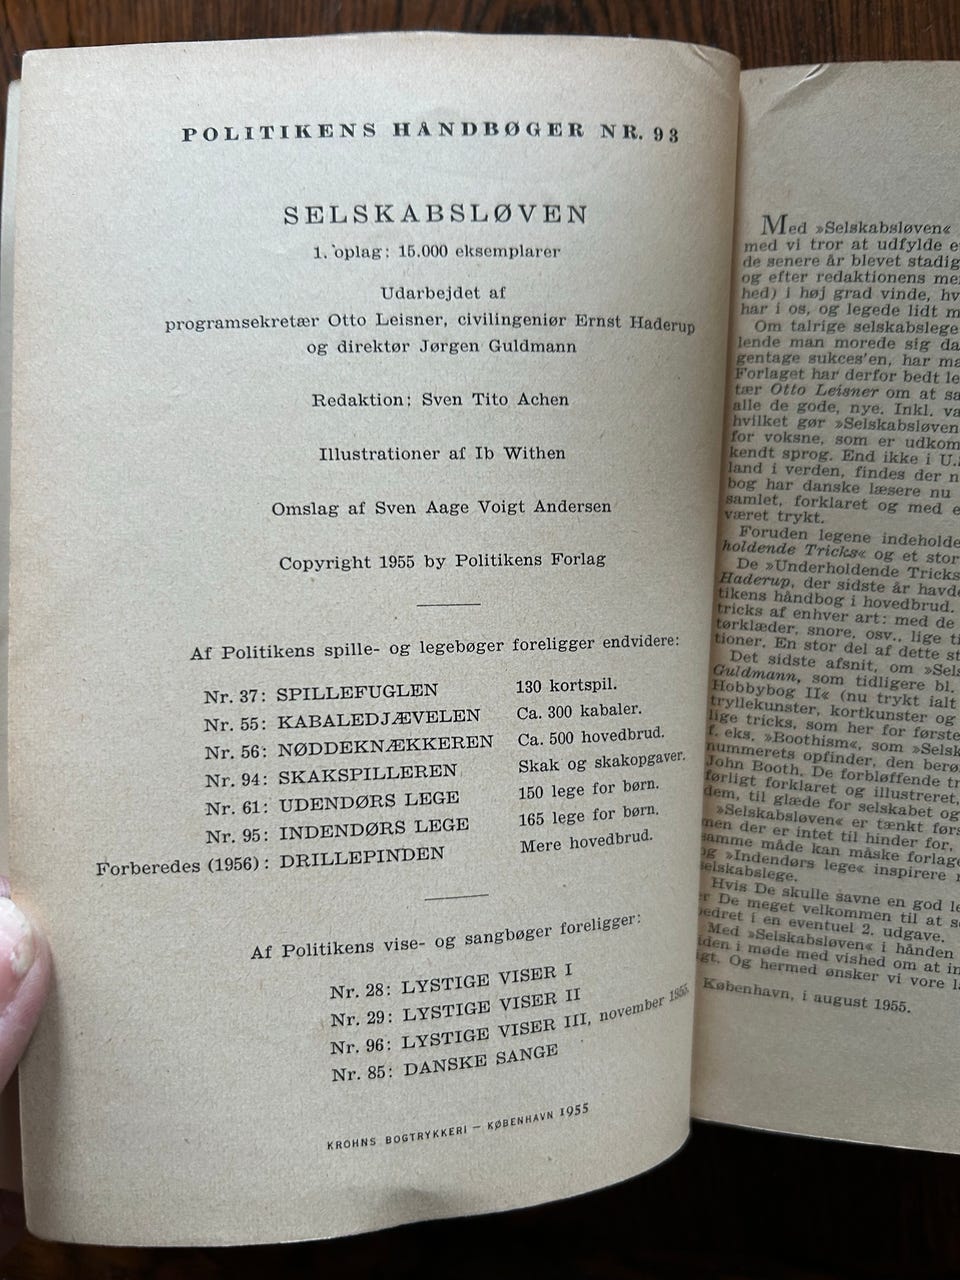 POLITIKENS HÅNDBØGER NR. 93
SELSKABSLØVEN
1. oplag: 15.000 eksemplarer
Udarbejdet af
programsekretær Otto Leisner, civilingeniør Ernst Haderup
og direktør Jørgen Guldmann
Redaktion: Sven Tito Achen
Illustrationer af Ib Withen
Omslag af Sven Aage Voigt Andersen
Copyright 1955 by Politikens Forlag
Af Politikens spille- og legebøger foreligger endvidere:
Nr. 37: SPILLEFUGLEN 130 kortspil.
Nr. 55: KABALEDJÆVELEN Ca. 300 kabaler.
Nr. 56: NØDDEKNÆKKEREN Ca. 500 hovedbrud.
Nr. 94: SKAKSPILLEREN Skak og skakopgaver.
Nr. 61: UDENDØRS LEGE 150 lege for børn.
Nr. 95: INDENDØRS LEGE 165 lege for børn.
Forberedes (1956): DRILLEPINDEN Mere hovedbrud.
Af Politikens vise- og sangbøger foreligger:
Nr. 28: LYSTIGE VISER I
Nr. 29: LYSTIGE VISER II
Nr. 96: LYSTIGE VISER III, november 1955.
Nr. 85: DANSKE SANGE
KROHNS BOGTRYKKERI — KØBENHAVN 1955
Med »Selskabsløven«
med vi tror at udfylde
de senere år blevet stadig
og efter redaktionens
hed) i høj grad vinde,
har i os, og legede lidt
Om talrige selskabslege
lende man morede sig
gentage sukces'en, har
Forlaget har derfor bedt
tær Otto Leisner om at
alle de gode, nye. Inkl.
hvilket gør »Selskabsløven
for voksne, som er
kendt sprog. End ikke i
land i verden, findes der
bog har danske læsere nu
samlet, forklaret og med
været trykt.
Foruden legene
holdende Tricks« og et stor
De »Underholdende Tricks
Haderup, der sidste år
tikens håndbog i hovedbrud.
tricks af enhver art: med de
tørklæder, snore, osv., lige
tioner. En stor del af dette
Det sidste afsnit, om
Guldmann, som tidligere bl.
Hobbybog II« (nu trykt ialt
tryllekunster, kortkunster og
lige tricks, som her for
f. eks. »Boothism«, som
nummerets opfinder, den
John Booth. De forbløffende
førligt forklaret og illustreret,
dem, til glæde for selskabet og
»Selskabsløven« er tænkt
men der er intet til hinder for,
samme måde kan måske
og »Indendørs lege« inspirere
selskabslege.
Hvis De skulle savne en god
De meget velkommen til at
bedret i en eventuel 2. udgave.
Med »Selskabsløven« i hånden
i møde med vished om at
Og hermed ønsker vi vore
København, i august 1955.